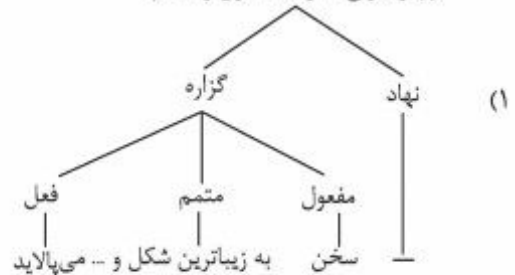 ۱)
نهاد گزاره
مفعول متمم فعل
— سخن به زیباترین شکل و ... می‌پالاید